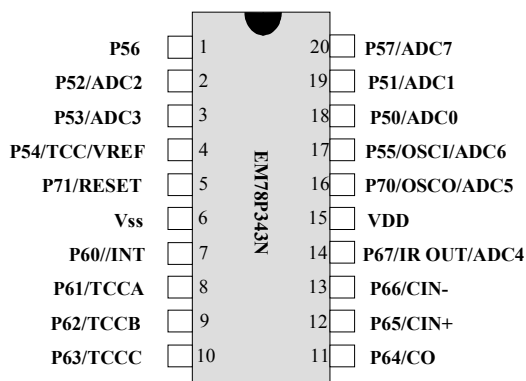 P56 1 20 P57/ADC7
P52/ADC2 2 19 P51/ADC1
P53/ADC3 3 18 P50/ADC0
P54/TCC/VREF 4 17 P55/OSCI/ADC6
P71/RESET 5 16 P70/OSCO/ADC5
Vss 6 15 VDD
P60//INT 7 14 P67/IR OUT/ADC4
P61/TCCA 8 13 P66/CIN-
P62/TCCB 9 12 P65/CIN+
P63/TCCC 10 11 P64/CO
EM78P343N